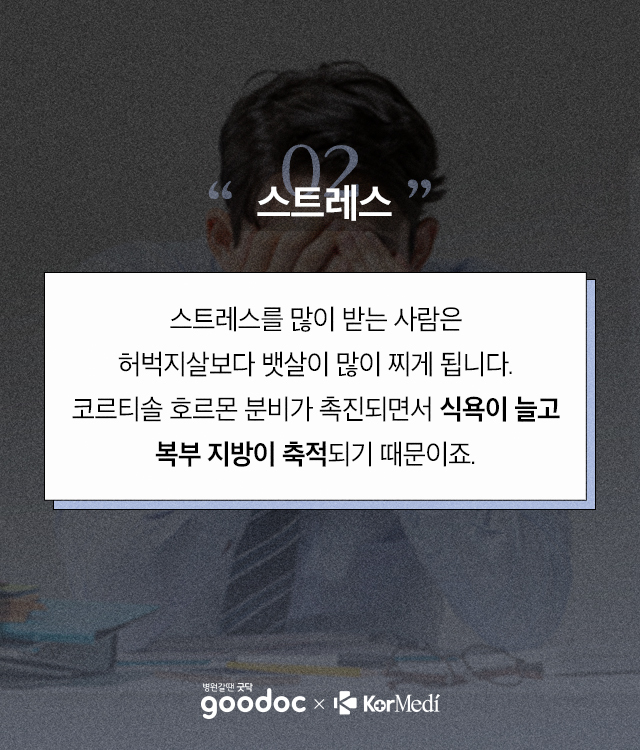 02
“ 스트레스 ”
스트레스를 많이 받는 사람은
허벅지살보다 뱃살이 많이 찌게 됩니다.
코르티솔 호르몬 분비가 촉진되면서 식욕이 늘고
복부 지방이 축적되기 때문이죠.
병원갈땐 굿닥
goodoc × KorMedi